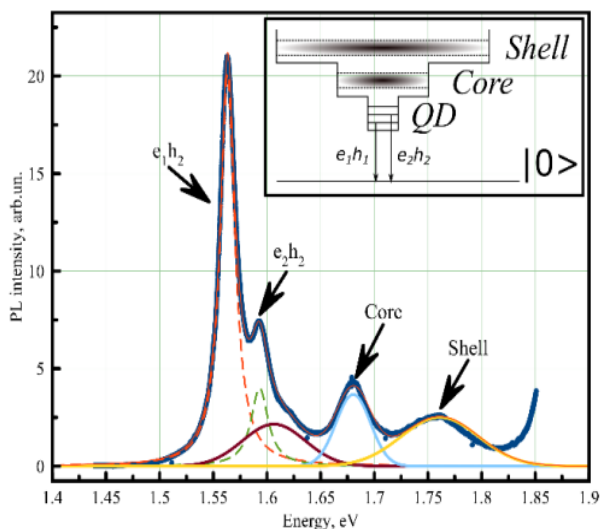 Shell
Core
QD
e₁h₁ e₂h₂
|0>
e₁h₂
e₂h₂
Core
Shell
PL intensity, arb.un.
20
15
10
5
0
1.4 1.45 1.5 1.55 1.6 1.65 1.7 1.75 1.8 1.85 1.9
Energy, eV